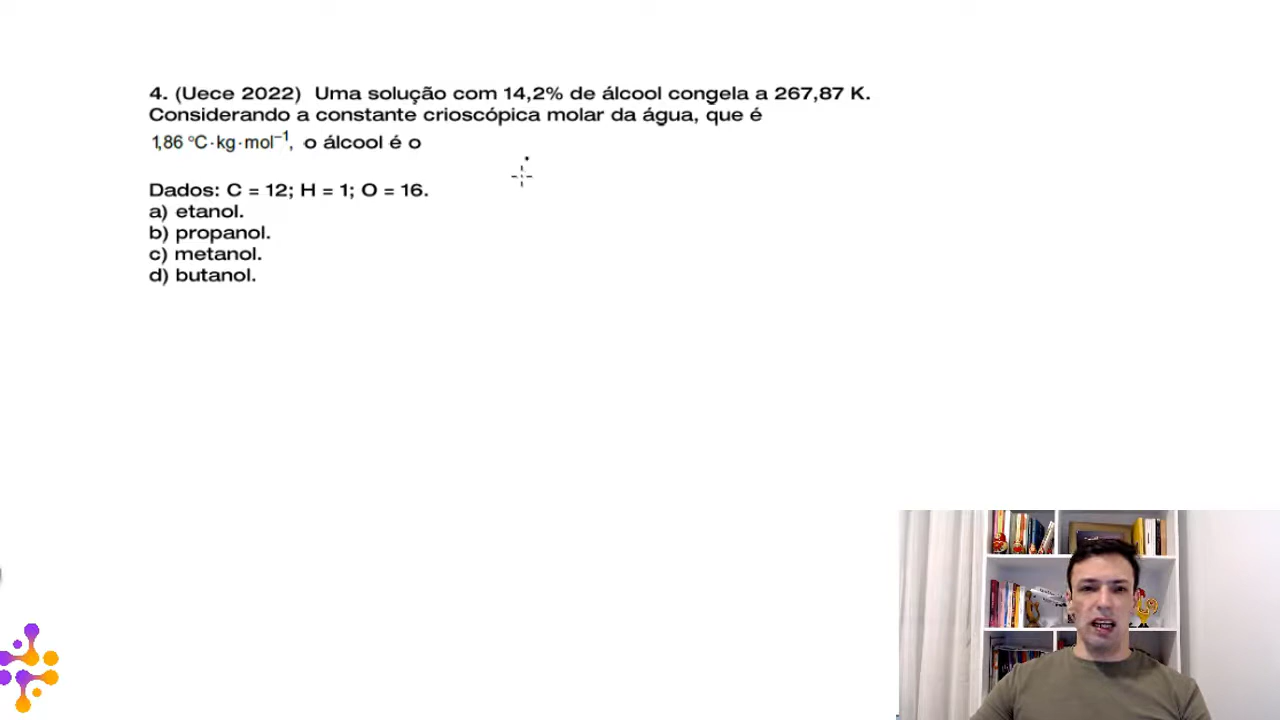 4. (Uece 2022) Uma solução com 14,2% de álcool congela a 267,87 K.
Considerando a constante crioscópica molar da água, que é
1,86 °C·kg·mol⁻¹, o álcool é o
Dados: C = 12; H = 1; O = 16.
a) etanol.
b) propanol.
c) metanol.
d) butanol.